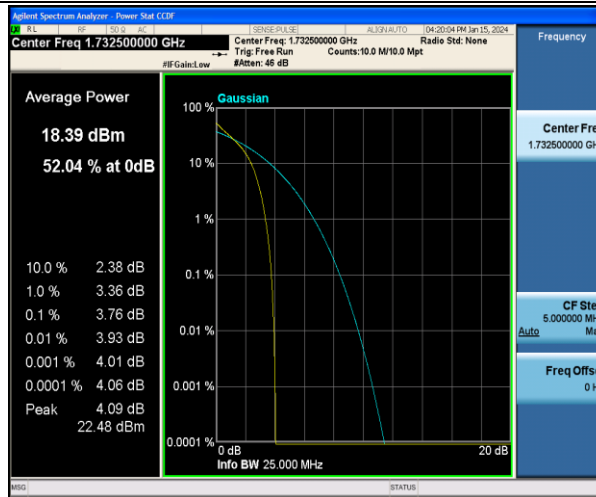 Agilent Spectrum Analyzer - Power Stat CCDF
RL RF 50 Ω AC SENSE:PULSE ALIGNAUTO 04:20:04 PM Jan 15, 2024
Center Freq 1.732500000 GHz
Center Freq: 1.732500000 GHz Radio Std: None
Trig: Free Run Counts:10.0 M/10.0 Mpt
#IFGain:Low #Atten: 46 dB
Frequency
Average Power
18.39 dBm
52.04 % at 0dB
10.0 % 2.38 dB
1.0 % 3.36 dB
0.1 % 3.76 dB
0.01 % 3.93 dB
0.001 % 4.01 dB
0.0001 % 4.06 dB
Peak 4.09 dB
22.48 dBm
Gaussian
100 %
10 %
1 %
0.1 %
0.01 %
0.001 %
0.0001 %
0 dB 20 dB
Info BW 25.000 MHz
Center Fre
1.732500000 GH
CF Ste
5.000000 MH
Auto Ma
Freq Offs
0 H
MSG STATUS